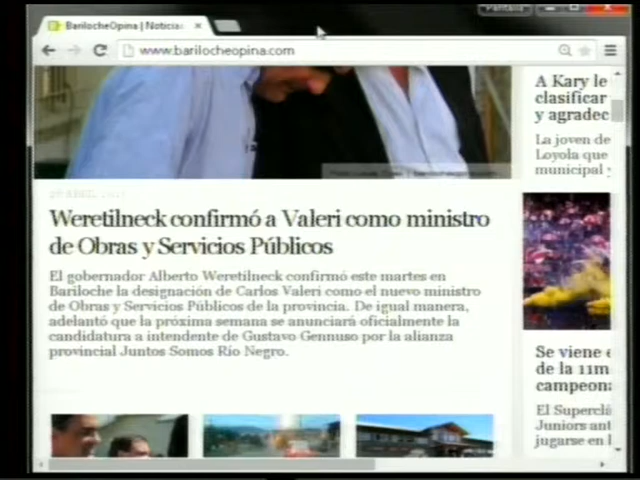 BarilocheOpina | Noticias
www.barilocheopina.com
Weretilneck confirmó a Valeri como ministro
de Obras y Servicios Públicos
El gobernador Alberto Weretilneck confirmó este martes en
Bariloche la designación de Carlos Valeri como el nuevo ministro
de Obras y Servicios Públicos de la provincia. De igual manera,
adelantó que la próxima semana se anunciará oficialmente la
candidatura a intendente de Gustavo Gennuso por la alianza
provincial Juntos Somos Río Negro.
A Kary le
clasificar
y agradec
La joven de
Loyola que
municipal y
Se viene e
de la 11m
campeona
El Superclá
Juniors ant
jugarse en l